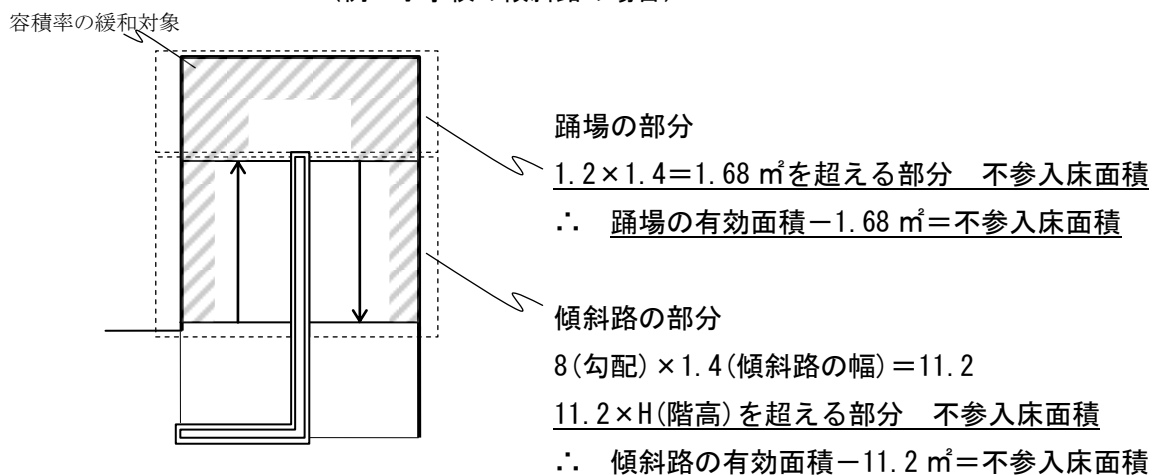 容積率の緩和対象
踊場の部分
1.2×1.4=1.68 ㎡を超える部分　不参入床面積
∴　踊場の有効面積－1.68 ㎡＝不参入床面積
傾斜路の部分
8(勾配)×1.4(傾斜路の幅)＝11.2
11.2×H(階高)を超える部分　不参入床面積
∴　傾斜路の有効面積－11.2 ㎡＝不参入床面積